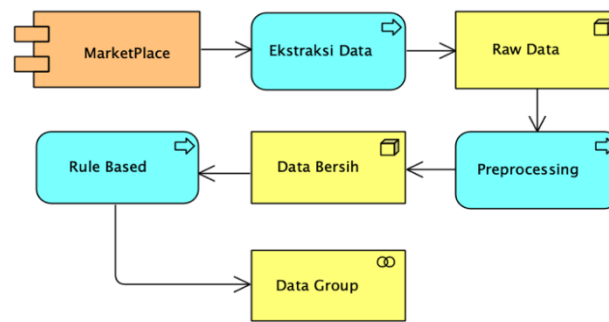 MarketPlace
Ekstraksi Data
Raw Data
Rule Based
Data Bersih
Preprocessing
Data Group